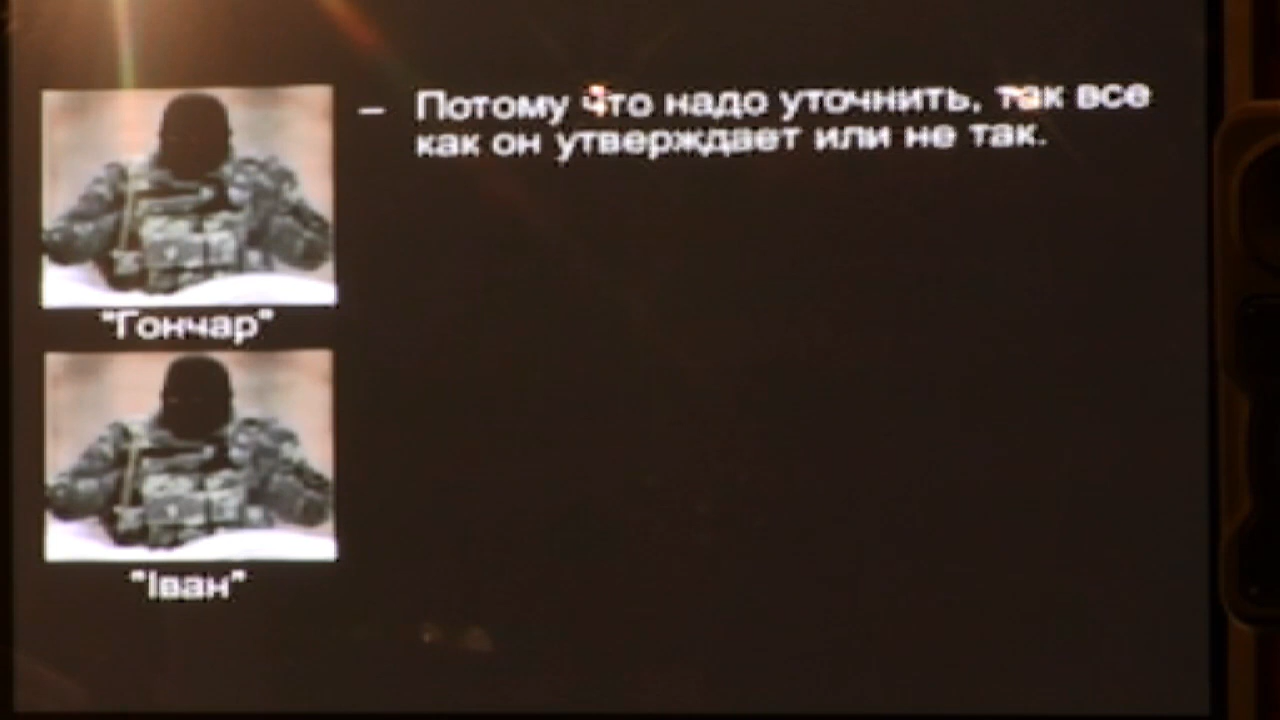 – Потому что надо уточнить, так все
как он утверждает или не так.
"Гончар"
"Іван"